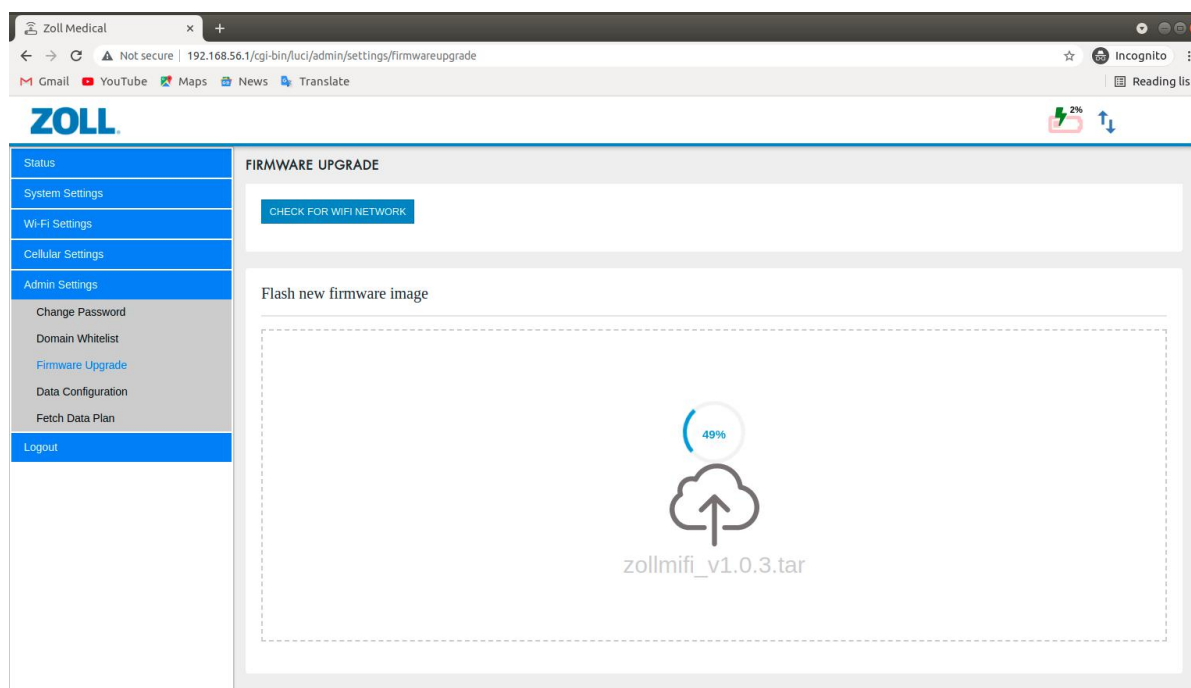 Zoll Medical
Not secure | 192.168.56.1/cgi-bin/luci/admin/settings/firmwareupgrade
Incognito
Gmail YouTube Maps News Translate
Reading lis
ZOLL.
2%
Status
FIRMWARE UPGRADE
System Settings
CHECK FOR WIFI NETWORK
Wi-Fi Settings
Cellular Settings
Admin Settings
Flash new firmware image
Change Password
Domain Whitelist
Firmware Upgrade
Data Configuration
Fetch Data Plan
Logout
49%
zollmifi_v1.0.3.tar